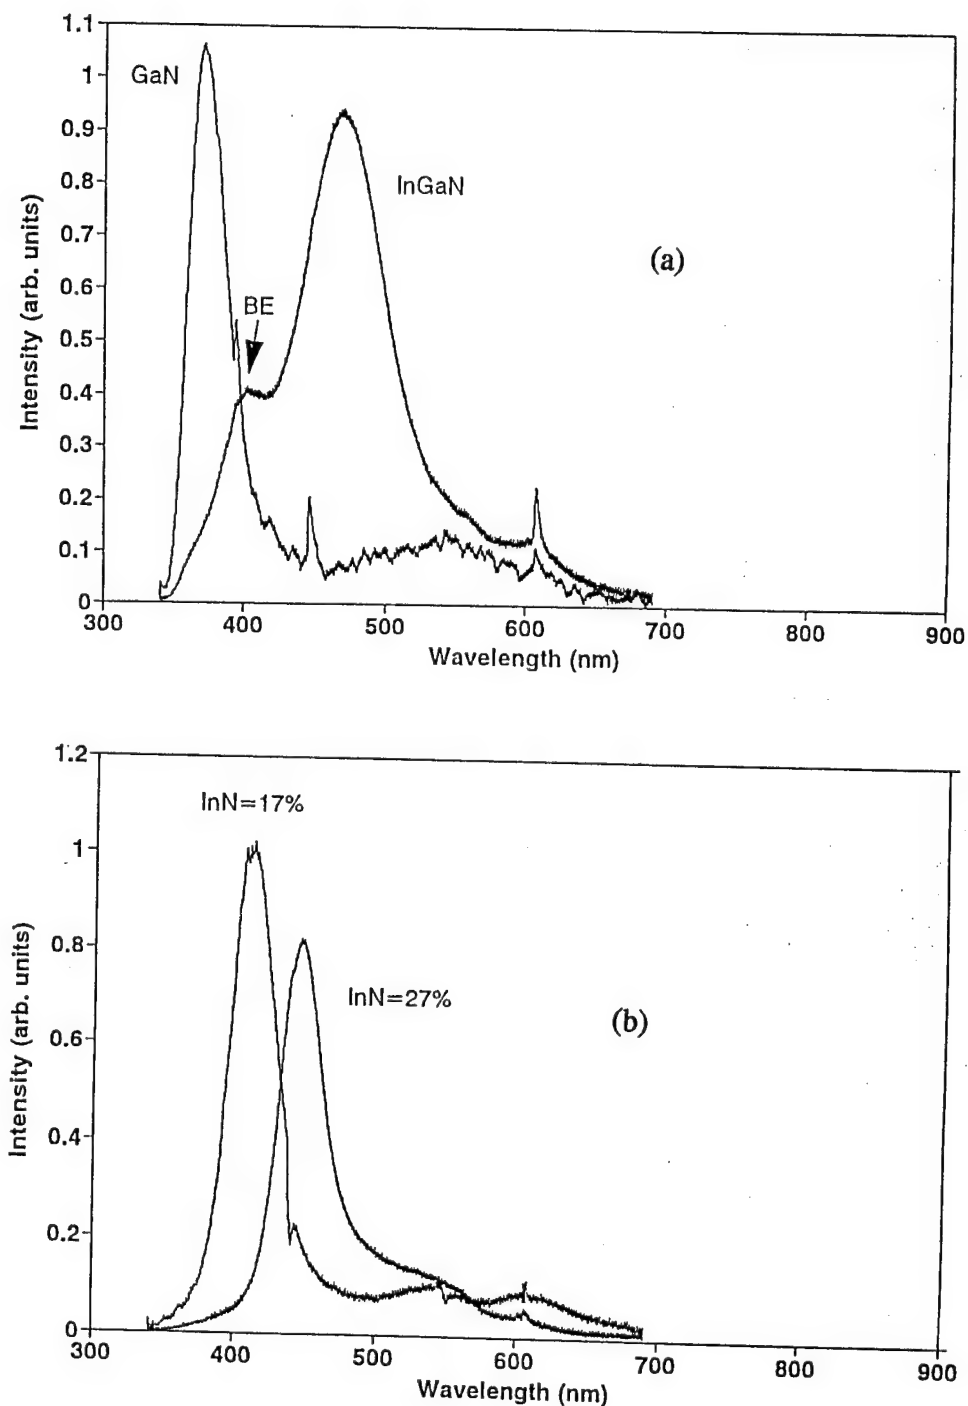 1.1
1
0.9
0.8
0.7
0.6
0.5
0.4
0.3
0.2
0.1
0
Intensity (arb. units)
GaN
BE
InGaN
(a)
300 400 500 600 700 800 900
Wavelength (nm)
1.2
1
0.8
0.6
0.4
0.2
0
Intensity (arb. units)
InN=17%
InN=27%
(b)
300 400 500 600 700 800 900
Wavelength (nm)